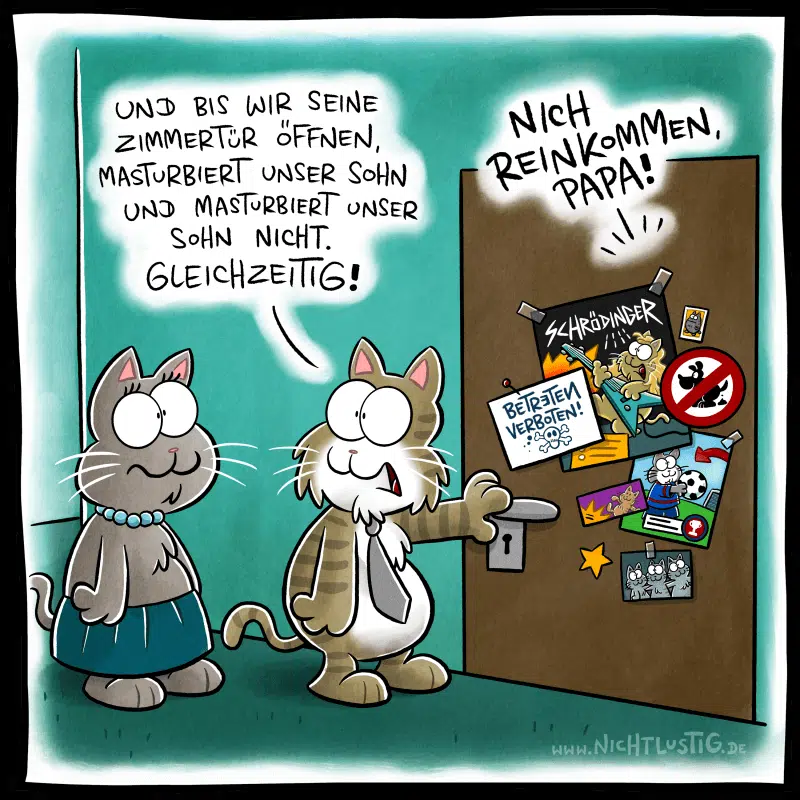 UND BIS WIR SEINE
ZIMMERTÜR ÖFFNEN,
MASTURBIERT UNSER SOHN
UND MASTURBIERT UNSER
SOHN NICHT.
GLEICHZEITIG!
NICH
REINKOMMEN,
PAPA!
SCHRÖDINGER
BETRETEN
VERBOTEN!
WWW.NICHTLUSTIG.DE